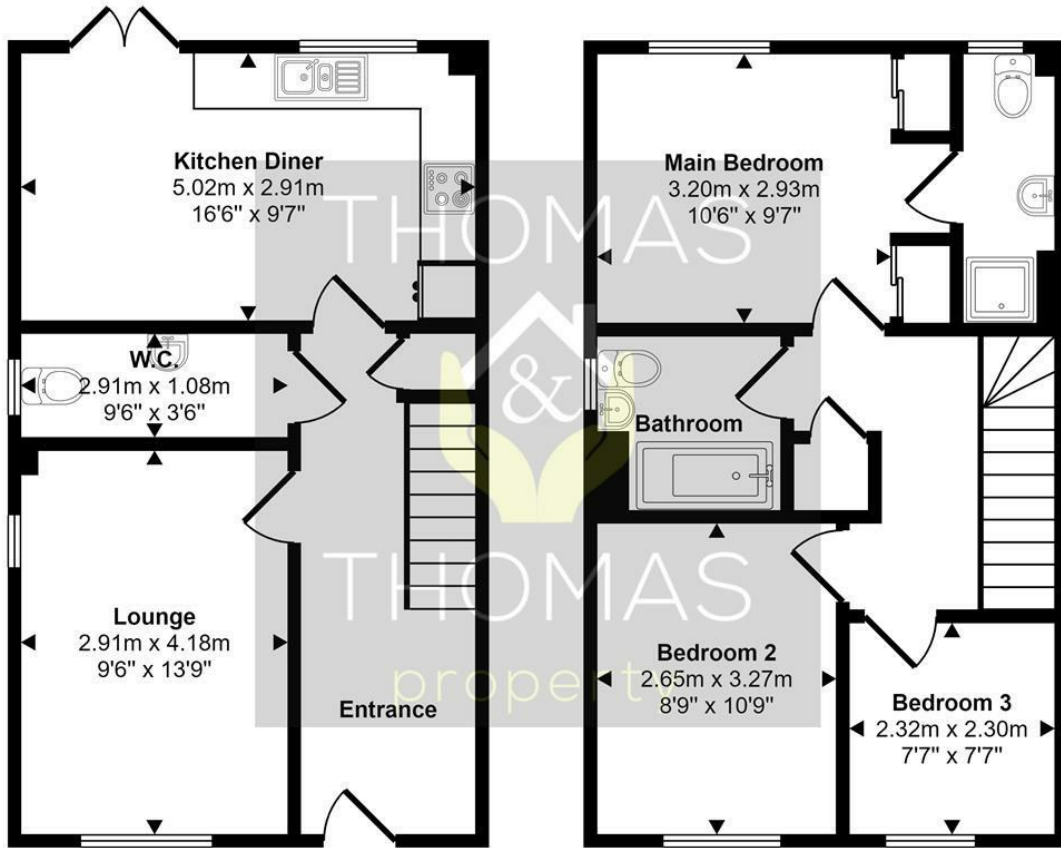 Kitchen Diner
5.02m x 2.91m
16'6" x 9'7"
W.C.
2.91m x 1.08m
9'6" x 3'6"
Lounge
2.91m x 4.18m
9'6" x 13'9"
Entrance
Main Bedroom
3.20m x 2.93m
10'6" x 9'7"
Bathroom
Bedroom 2
2.65m x 3.27m
8'9" x 10'9"
Bedroom 3
2.32m x 2.30m
7'7" x 7'7"
THOMAS
&
THOMAS
property